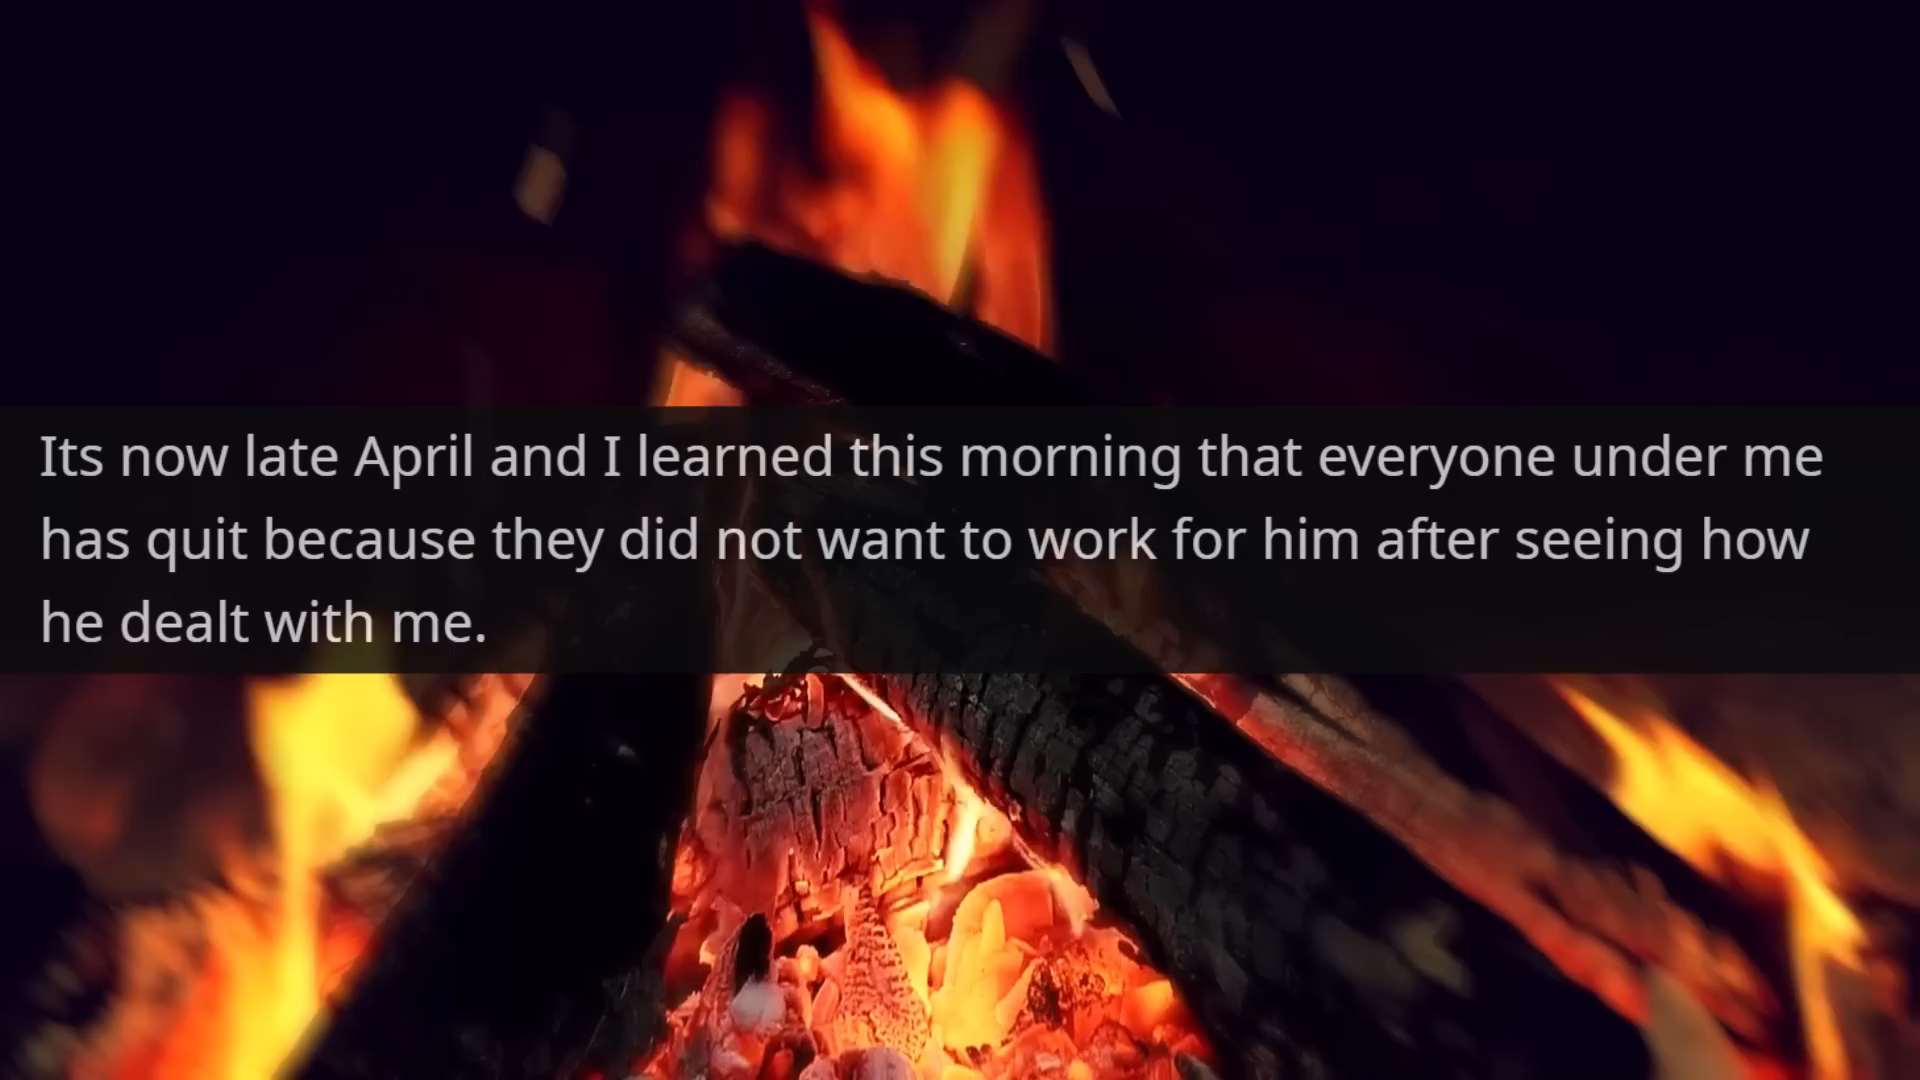 Its now late April and I learned this morning that everyone under me
has quit because they did not want to work for him after seeing how
he dealt with me.